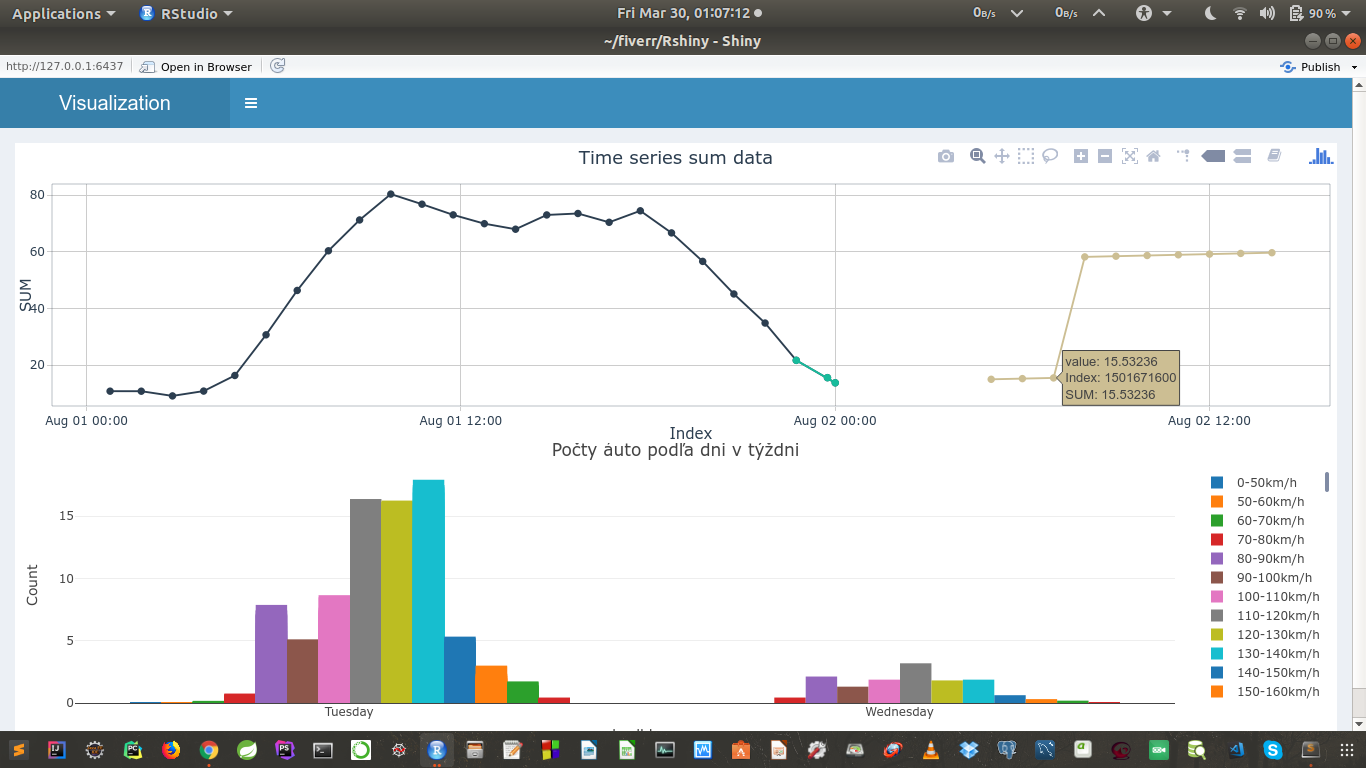 Applications RStudio Fri Mar 30, 01:07:12 0B/s 0B/s 90%
~/fiverr/Rshiny - Shiny
http://127.0.0.1:6437 Open in Browser Publish
Visualization
Time series sum data
80
60
40
20
SUM
value: 15.53236
Index: 1501671600
SUM: 15.53236
Aug 01 00:00 Aug 01 12:00 Aug 02 00:00 Aug 02 12:00
Index
Počty áuto podľa dni v týždni
15
10
5
0
Count
Tuesday Wednesday
0-50km/h
50-60km/h
60-70km/h
70-80km/h
80-90km/h
90-100km/h
100-110km/h
110-120km/h
120-130km/h
130-140km/h
140-150km/h
150-160km/h